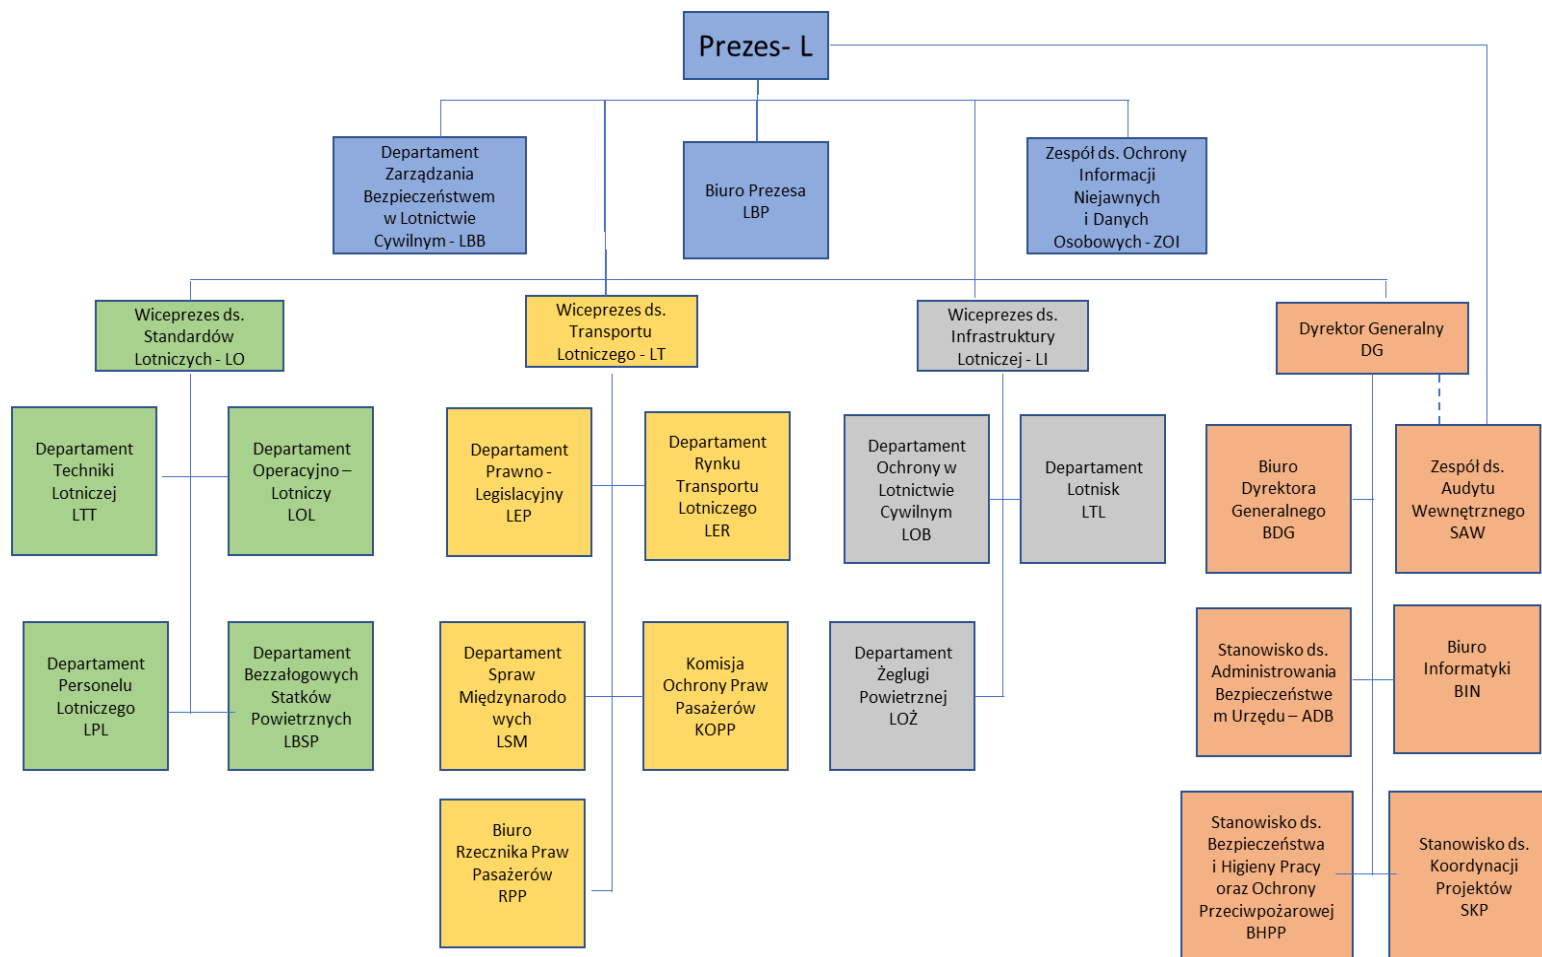 Prezes- L
Departament
Zarządzania
Bezpieczeństwem
w Lotnictwie
Cywilnym - LBB
Biuro Prezesa
LBP
Zespół ds. Ochrony
Informacji
Niejawnych
i Danych
Osobowych - ZOI
Wiceprezes ds.
Standardów
Lotniczych - LO
Wiceprezes ds.
Transportu
Lotniczego - LT
Wiceprezes ds.
Infrastruktury
Lotniczej - LI
Dyrektor Generalny
DG
Departament
Techniki
Lotniczej
LTT
Departament
Operacyjno –
Lotniczy
LOL
Departament
Prawno -
Legislacyjny
LEP
Departament
Rynku
Transportu
Lotniczego
LER
Departament
Ochrony w
Lotnictwie
Cywilnym
LOB
Departament
Lotnisk
LTL
Biuro
Dyrektora
Generalnego
BDG
Zespół ds.
Audytu
Wewnętrznego
SAW
Departament
Personelu
Lotniczego
LPL
Departament
Bezzałogowych
Statków
Powietrznych
LBSP
Departament
Spraw
Międzynarodo
wych
LSM
Komisja
Ochrony Praw
Pasażerów
KOPP
Departament
Żeglugi
Powietrznej
LOŻ
Stanowisko ds.
Administrowania
Bezpieczeństwe
m Urzędu – ADB
Biuro
Informatyki
BIN
Biuro
Rzecznika Praw
Pasażerów
RPP
Stanowisko ds.
Bezpieczeństwa
i Higieny Pracy
oraz Ochrony
Przeciwpożarowej
BHPP
Stanowisko ds.
Koordynacji
Projektów
SKP